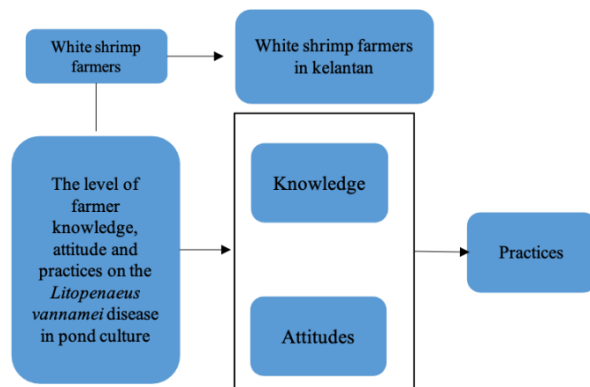 White shrimp
farmers
White shrimp farmers
in kelantan
The level of
farmer
knowledge,
attitude and
practices on the
Litopenaeus
vannamei disease
in pond culture
Knowledge
Attitudes
Practices